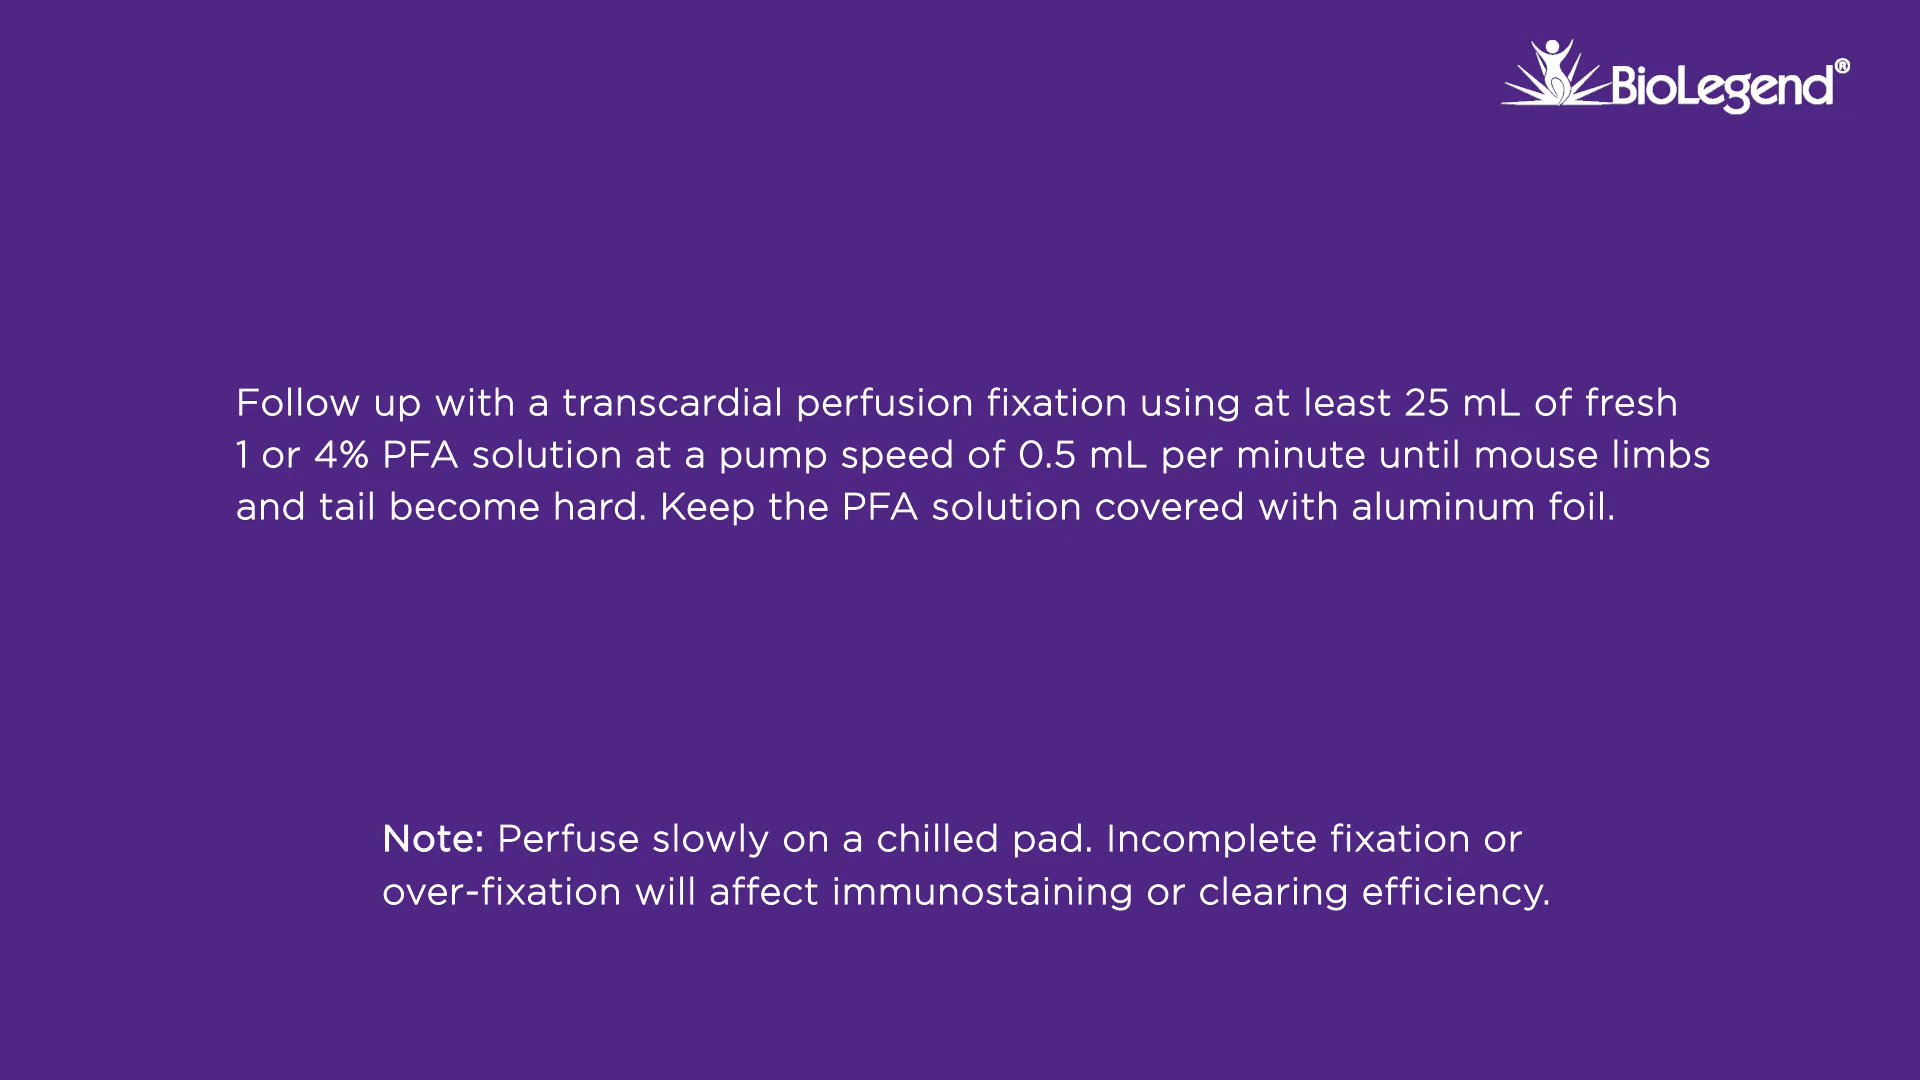 BioLegend®
Follow up with a transcardial perfusion fixation using at least 25 mL of fresh
1 or 4% PFA solution at a pump speed of 0.5 mL per minute until mouse limbs
and tail become hard. Keep the PFA solution covered with aluminum foil.
Note: Perfuse slowly on a chilled pad. Incomplete fixation or
over-fixation will affect immunostaining or clearing efficiency.